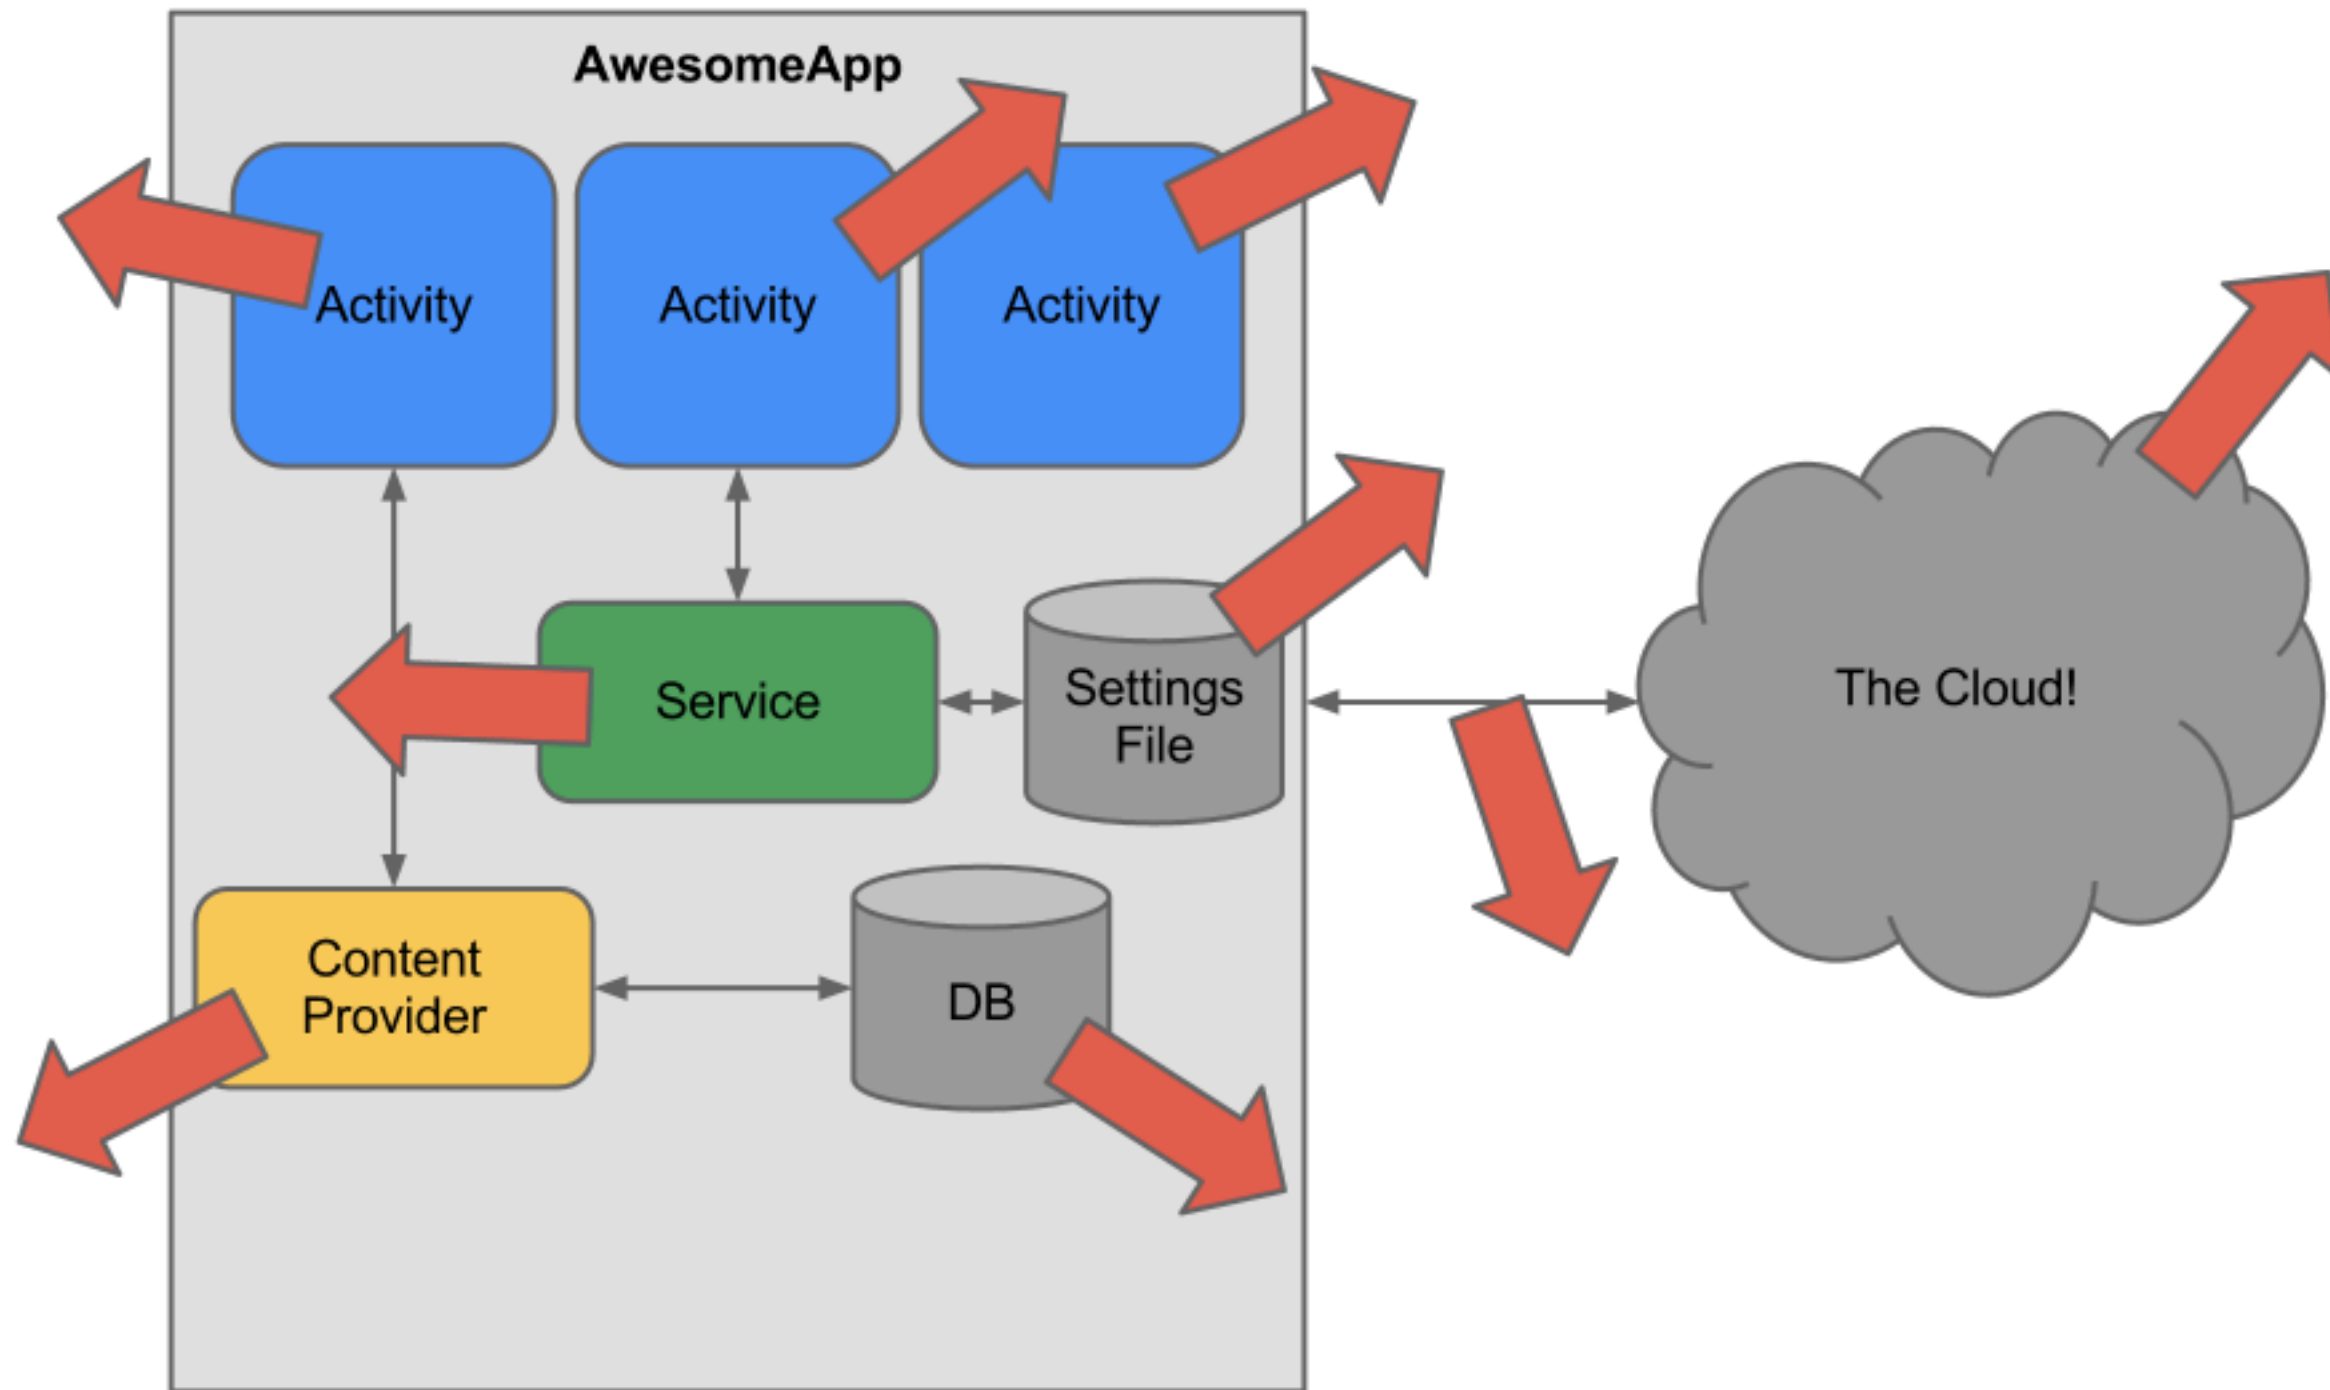 AwesomeApp
Activity
Activity
Activity
Service
Settings
File
The Cloud!
Content
Provider
DB